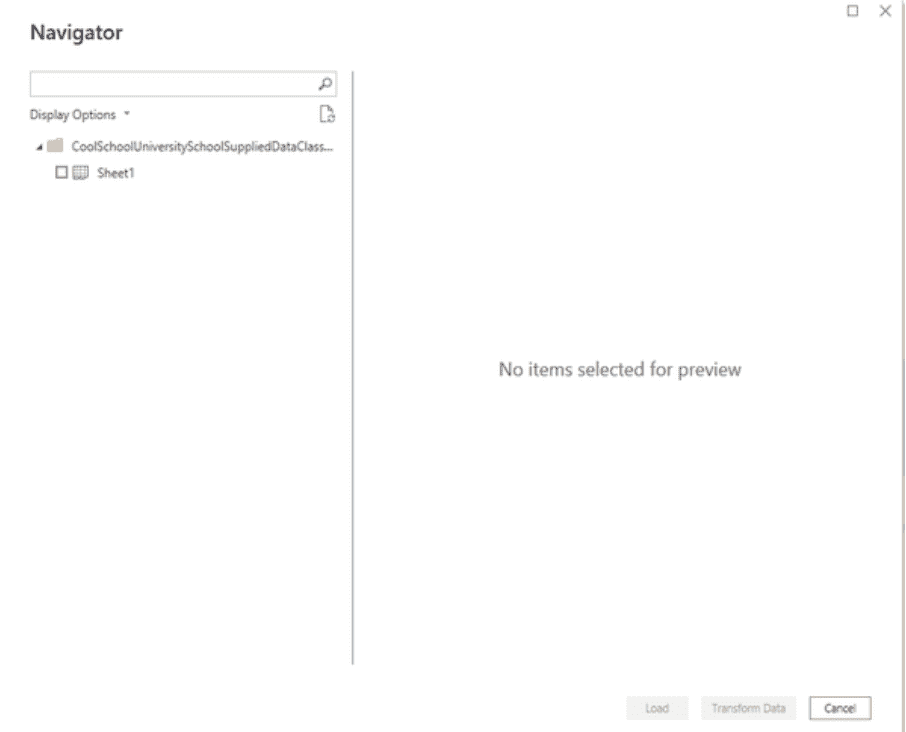 Navigator
Display Options
CoolSchoolUniversitySchoolSuppliedDataClass...
Sheet1
No items selected for preview
Load
Transform Data
Cancel